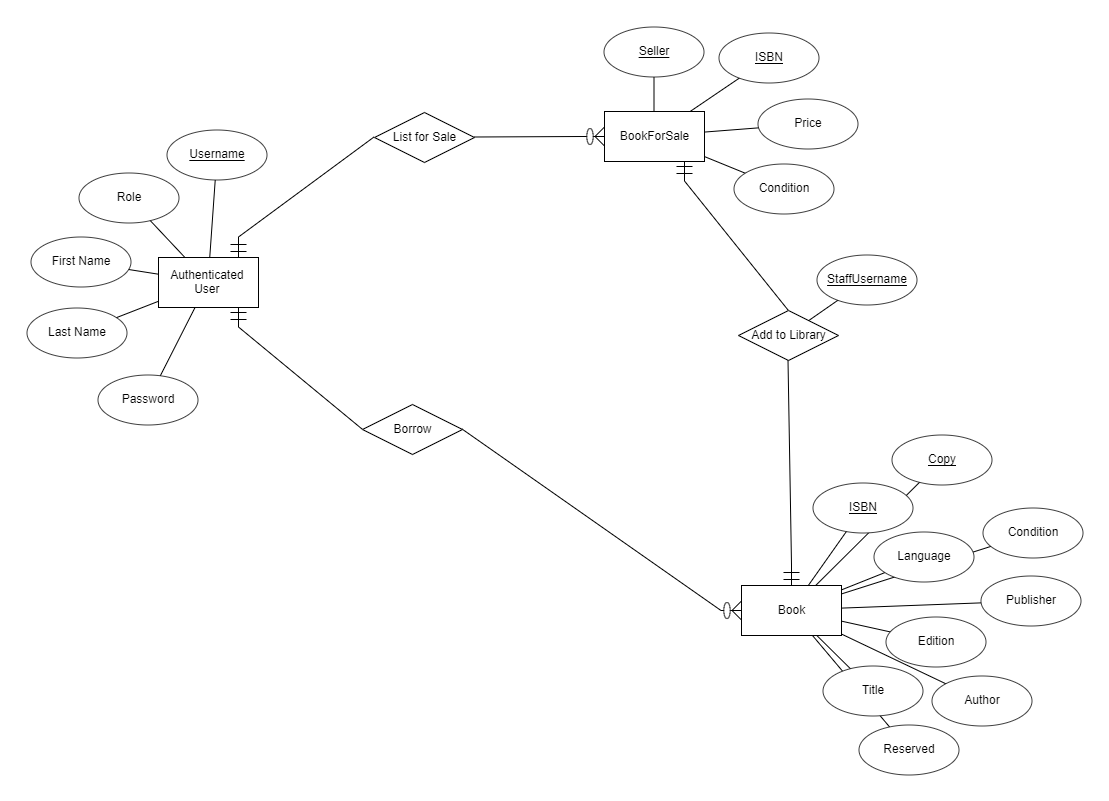 Seller
ISBN
Price
BookForSale
List for Sale
Username
Condition
Role
First Name
Authenticated
User
StaffUsername
Last Name
Add to Library
Password
Borrow
Copy
ISBN
Condition
Language
Publisher
Book
Edition
Title
Author
Reserved